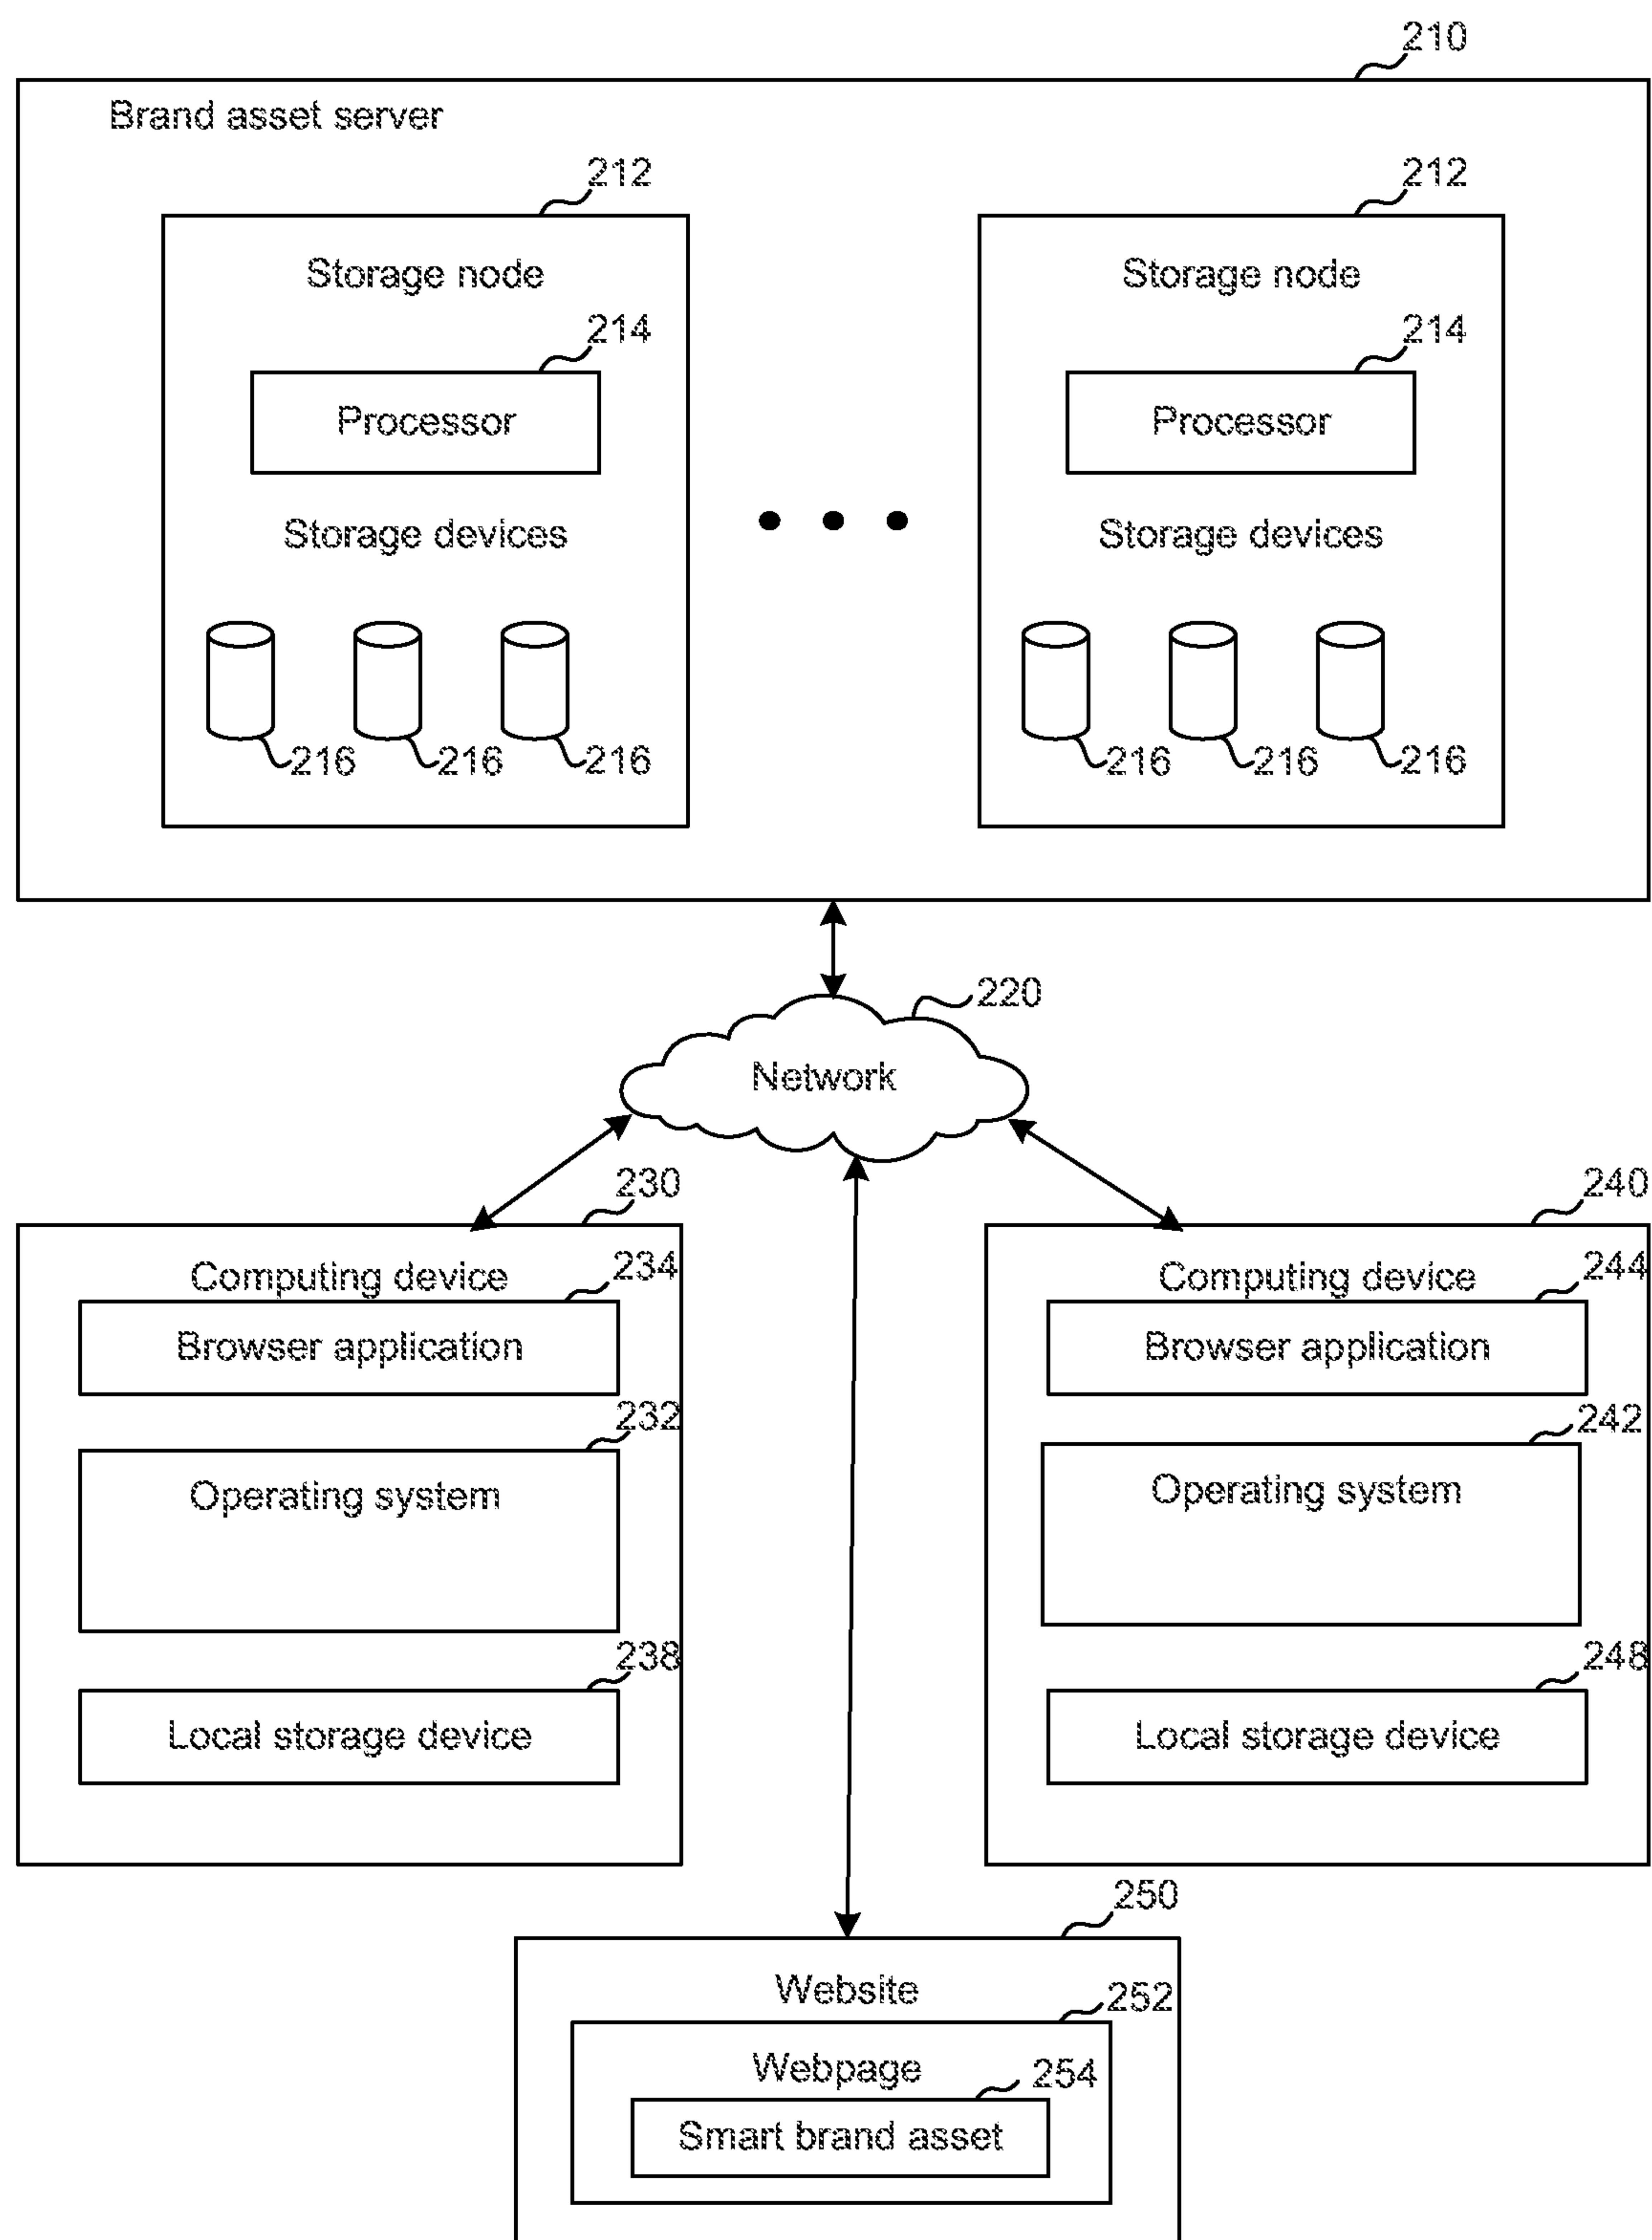 210
Brand asset server
212
212
Storage node
Storage node
214
214
Processor
Processor
Storage devices
Storage devices
216
216
216
216
216
216
220
Network
230
240
Computing device
234
Computing device
244
Browser application
Browser application
232
242
Operating system
Operating system
238
248
Local storage device
Local storage device
250
Website
252
Webpage
254
Smart brand asset